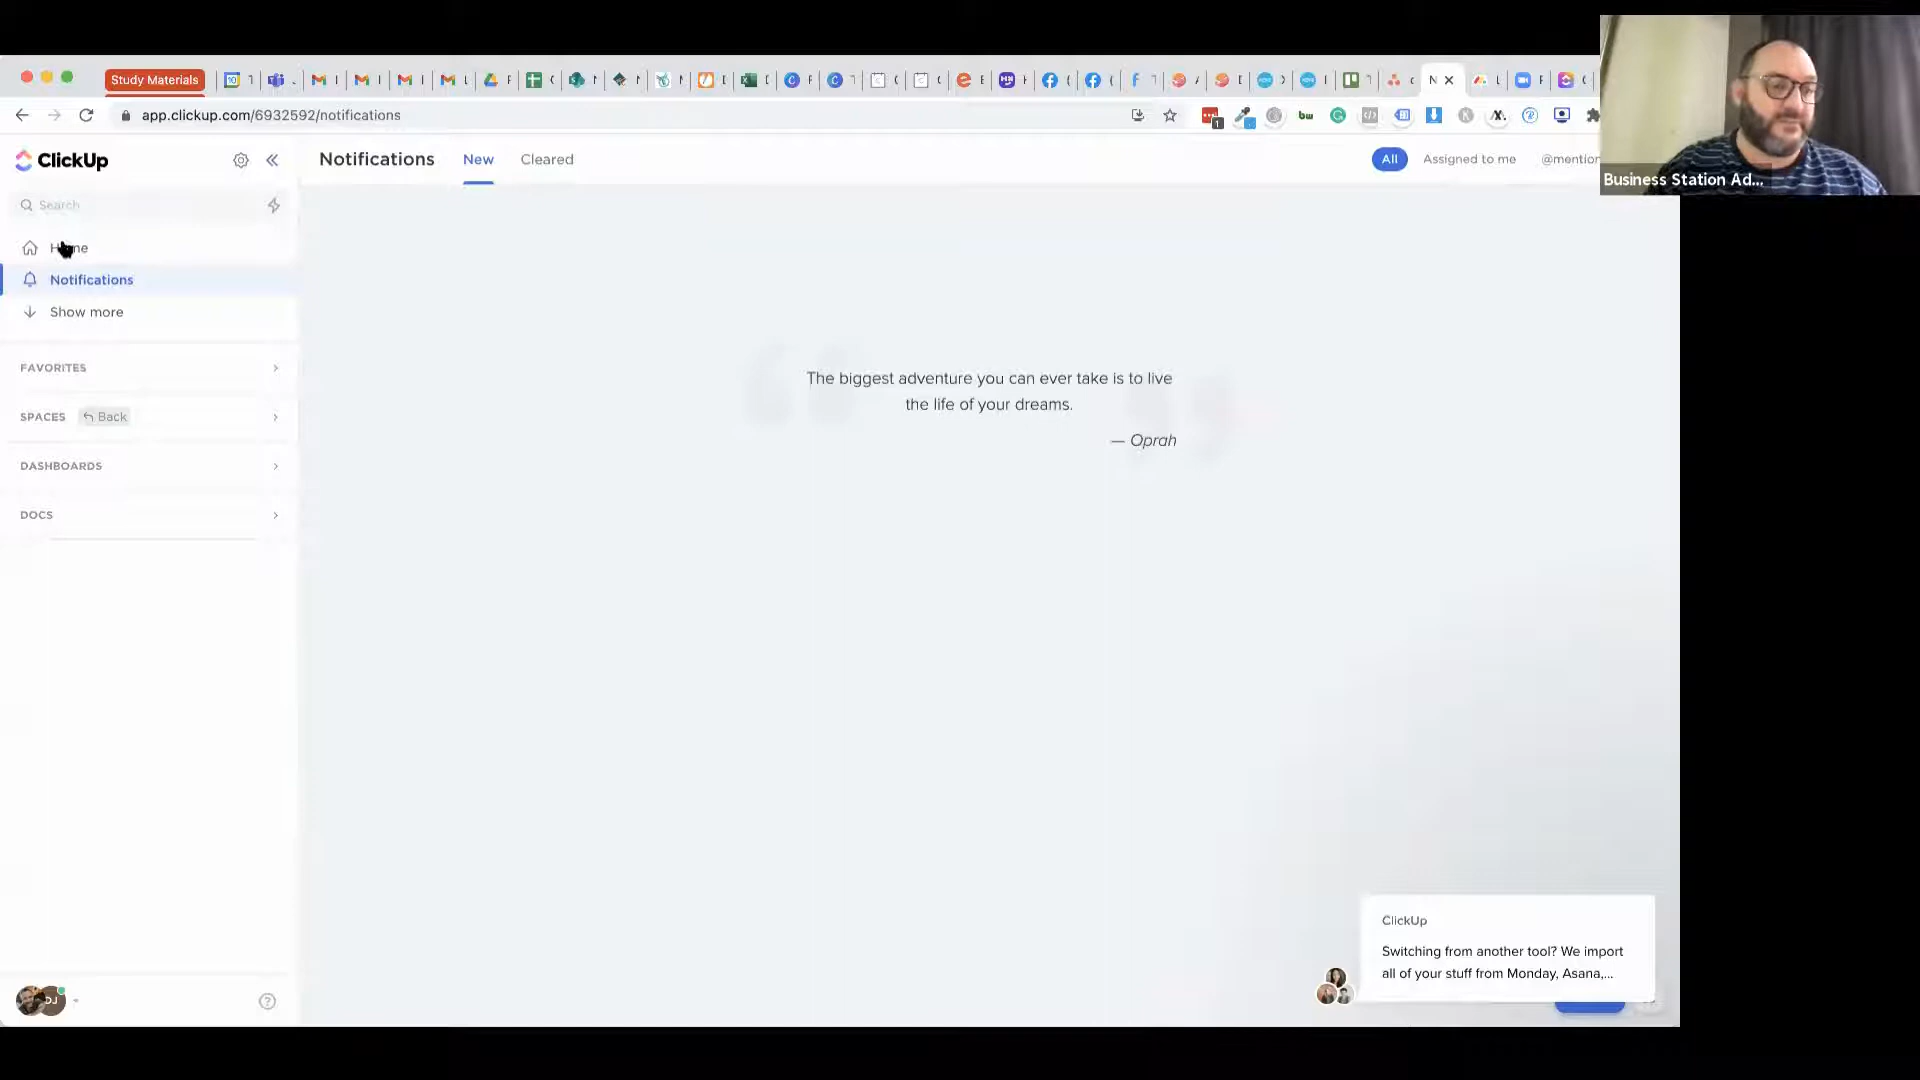 Study Materials
app.clickup.com/6932592/notifications
ClickUp
Notifications
New
Cleared
All
Assigned to me
@mention
Business Station Ad...
Search
Notifications
Show more
FAVORITES
SPACES
Back
DASHBOARDS
DOCS
The biggest adventure you can ever take is to live
the life of your dreams.
— Oprah
ClickUp
Switching from another tool? We import
all of your stuff from Monday, Asana,...
DJ